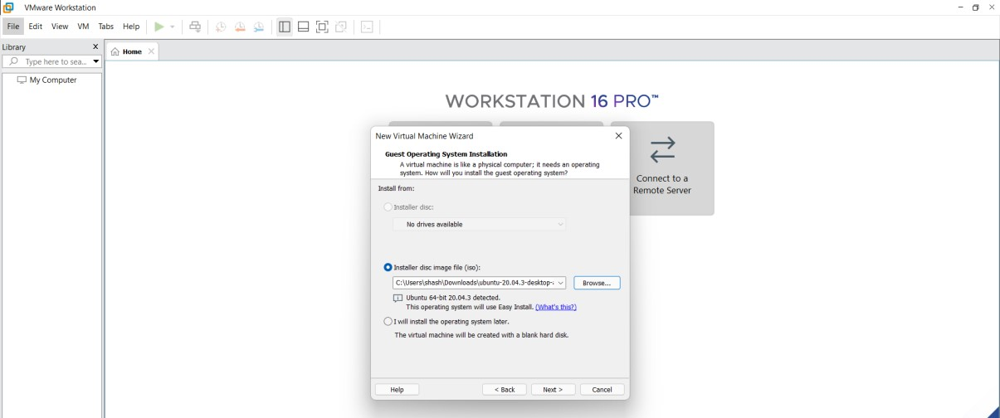 VMware Workstation
File Edit View VM Tabs Help
Library X
Type here to sea...
My Computer
Home
WORKSTATION 16 PRO™
Connect to a
Remote Server
New Virtual Machine Wizard
Guest Operating System Installation
A virtual machine is like a physical computer; it needs an operating
system. How will you install the guest operating system?
Install from:
Installer disc:
No drives available
Installer disc image file (iso):
C:\Users\shash\Downloads\ubuntu-20.04.3-desktop-
Browse...
Ubuntu 64-bit 20.04.3 detected.
This operating system will use Easy Install. (What's this?)
I will install the operating system later.
The virtual machine will be created with a blank hard disk.
Help < Back Next > Cancel